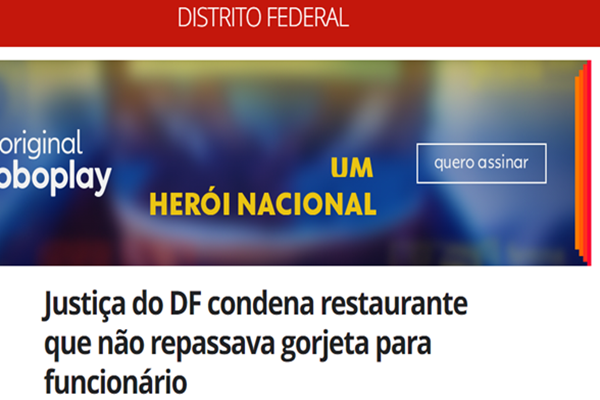 DISTRITO FEDERAL
original
oboplay
UM
HERÓI NACIONAL
quero assinar
Justiça do DF condena restaurante
que não repassava gorjeta para
funcionário